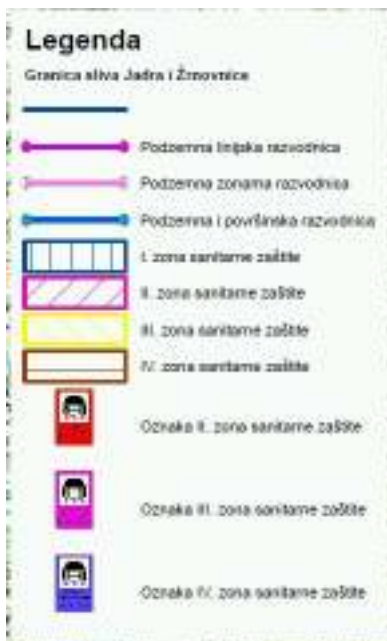 Legenda
Granica sliva Jadra i Žrnovnice
Podzemna linijska razvodnica
Podzemna zonama razvodnica
Podzemna i površinska razvodnica
I. zona sanitarne zaštite
II. zona sanitarne zaštite
III. zona sanitarne zaštite
IV. zona sanitarne zaštite
Oznaka II. zona sanitarne zaštite
Oznaka III. zona sanitarne zaštite
Oznaka IV. zona sanitarne zaštite